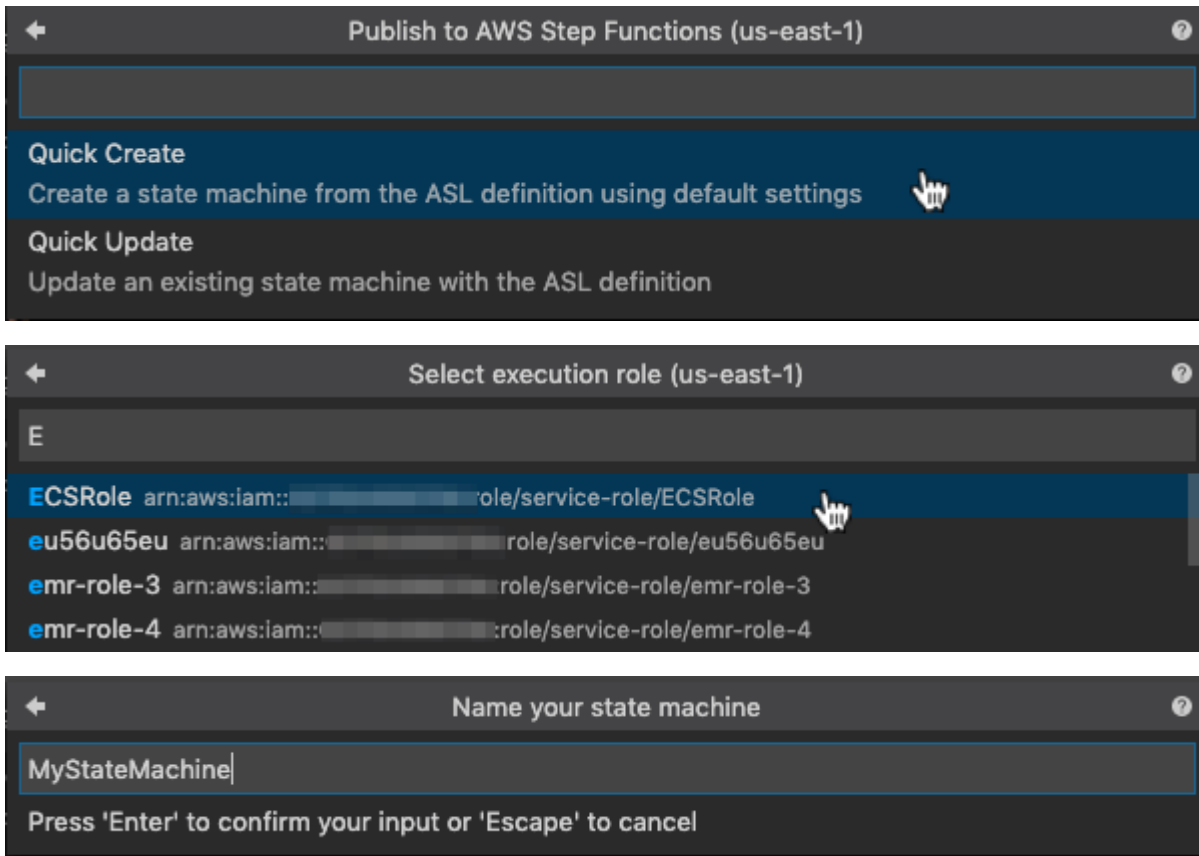 Publish to AWS Step Functions (us-east-1)
Quick Create
Create a state machine from the ASL definition using default settings
Quick Update
Update an existing state machine with the ASL definition
Select execution role (us-east-1)
E
ECSRole arn:aws:iam:: role/service-role/ECSRole
eu56u65eu arn:aws:iam:: role/service-role/eu56u65eu
emr-role-3 arn:aws:iam:: :role/service-role/emr-role-3
emr-role-4 arn:aws:iam:: :role/service-role/emr-role-4
Name your state machine
MyStateMachine
Press 'Enter' to confirm your input or 'Escape' to cancel